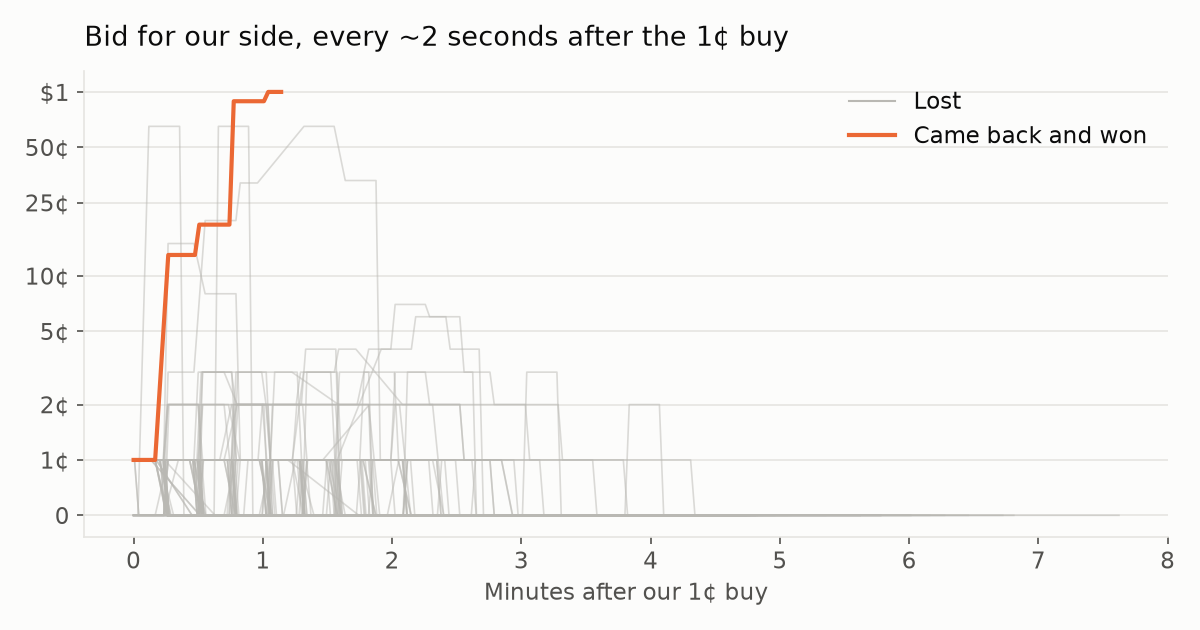 Bid for our side, every ~2 seconds after the 1¢ buy
$1
50¢
25¢
10¢
5¢
2¢
1¢
0
Lost
Came back and won
0 1 2 3 4 5 6 7 8
Minutes after our 1¢ buy